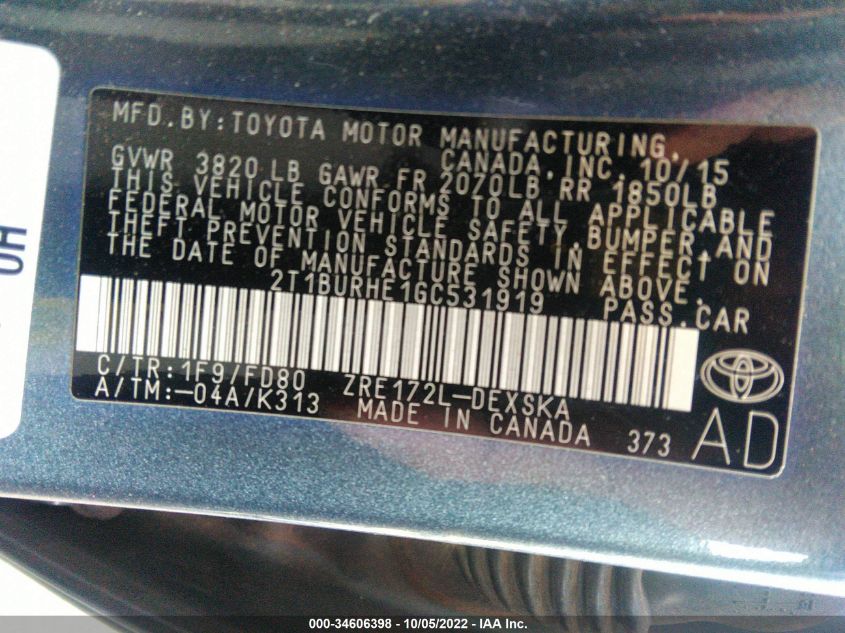 MFD.BY:TOYOTA MOTOR MANUFACTURING,
CANADA,INC. 10/15
GVWR 3820 LB GAWR FR 2070LB RR 1850LB
THIS VEHICLE CONFORMS TO ALL APPLICABLE
FEDERAL MOTOR VEHICLE SAFETY,BUMPER,AND
THEFT PREVENTION STANDARDS IN EFFECT ON
THE DATE OF MANUFACTURE SHOWN ABOVE.
2T1BURHE1GC531919 PASS.CAR
C/TR:1F9/FD80 ZRE172L-DEXSKA
A/TM:-04A/K313 MADE IN CANADA 373
AD
HO
000-34606398 - 10/05/2022 - IAA Inc.